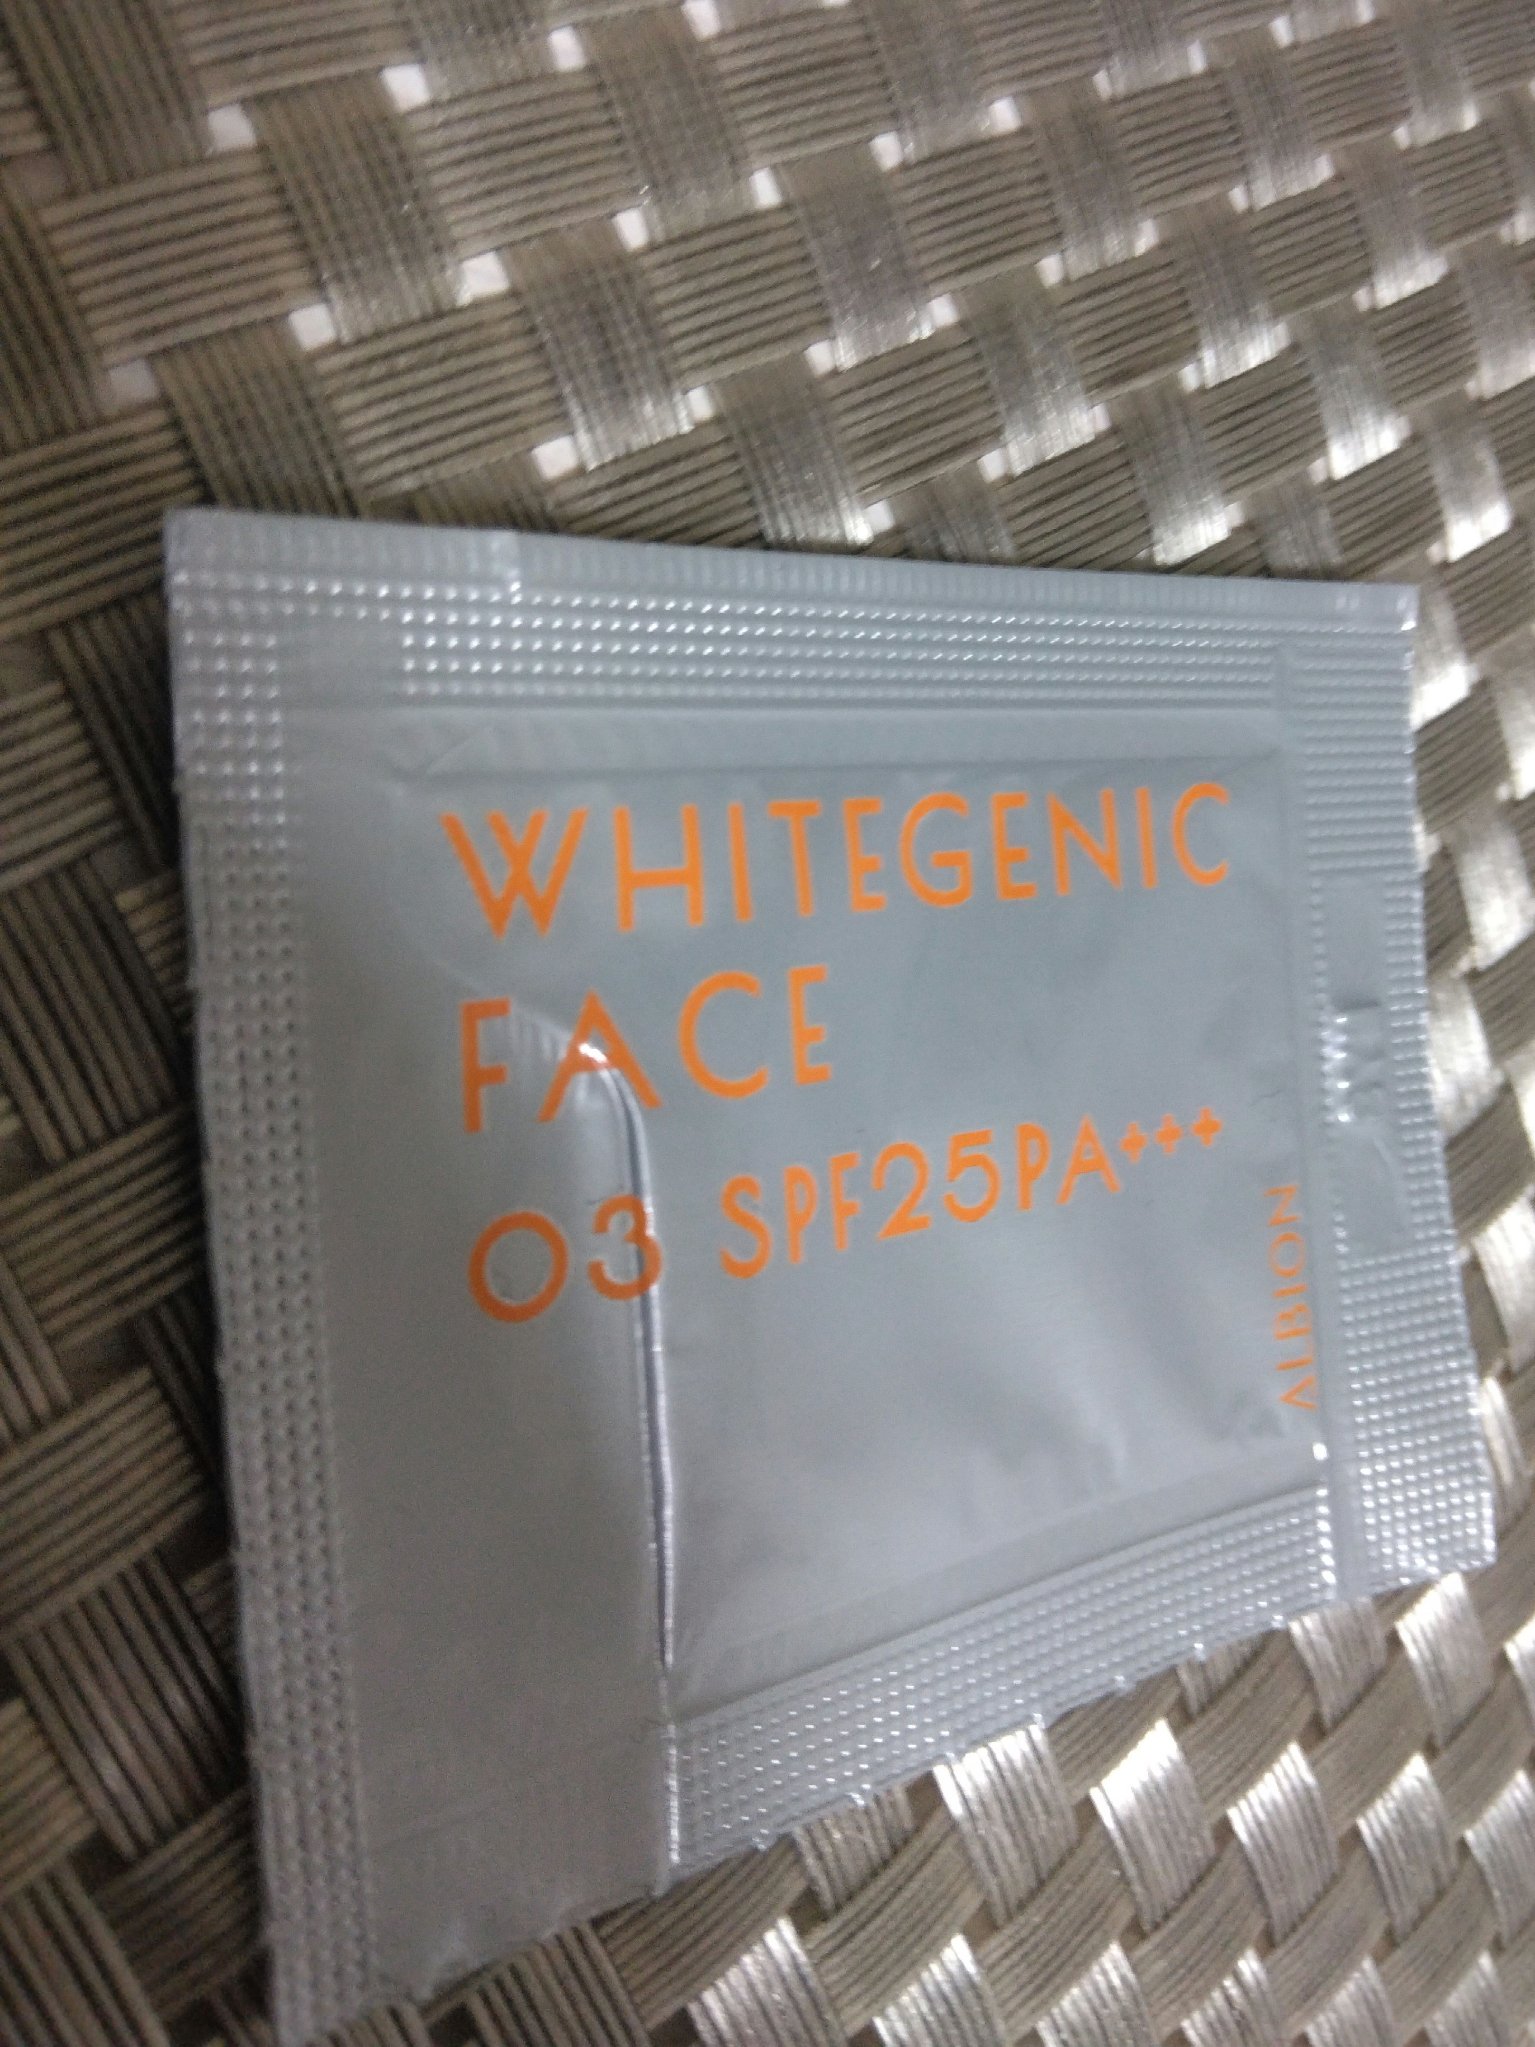 WHITEGENIC
FACE
03 SPF25PA+++
ALBION